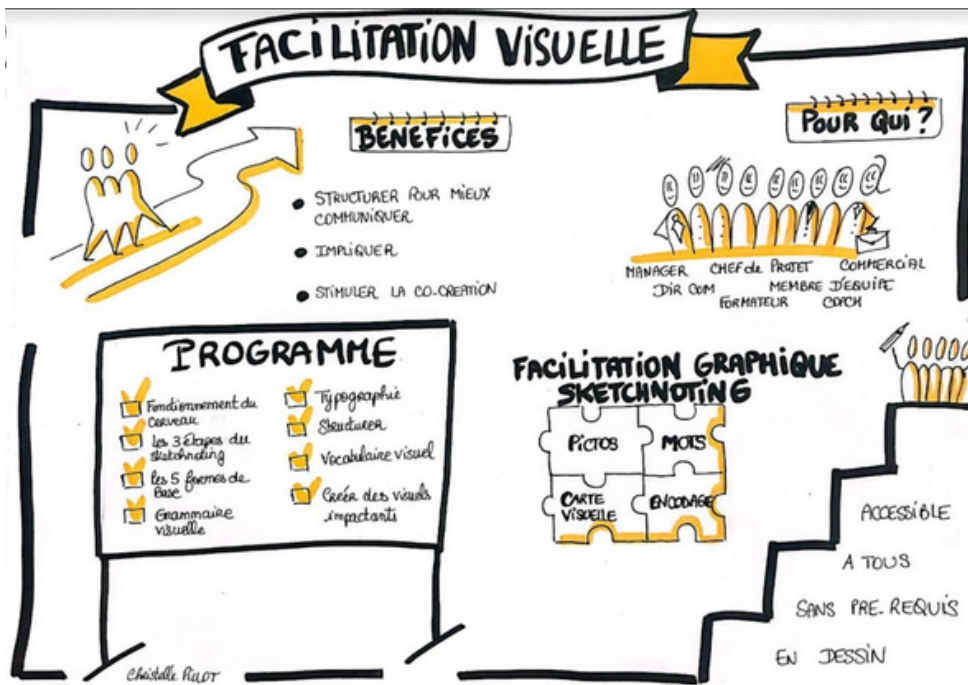 FACILITATION VISUELLE
BENEFICES
STRUCTURER POUR MIEUX
COMMUNIQUER
IMPLIQUER
STIMULER LA CO-CREATION
POUR QUI ?
MANAGER CHEF de PROJET COMMERCIAL
DIR COM MEMBRE D'EQUIPE
FORMATEUR COACH
PROGRAMME
Fonctionnement du
cerveau
les 3 étapes du
sketchnoting
les 5 formes de
base
Grammaire
visuelle
Typographie
Structurer
Vocabulaire visuel
Créer des visuels
impactants
FACILITATION GRAPHIQUE
SKETCHNOTING
PICTOS
MOTS
CARTE
VISUELLE
ENCODAGE
ACCESSIBLE
A TOUS
SANS PRE-REQUIS
EN DESSIN